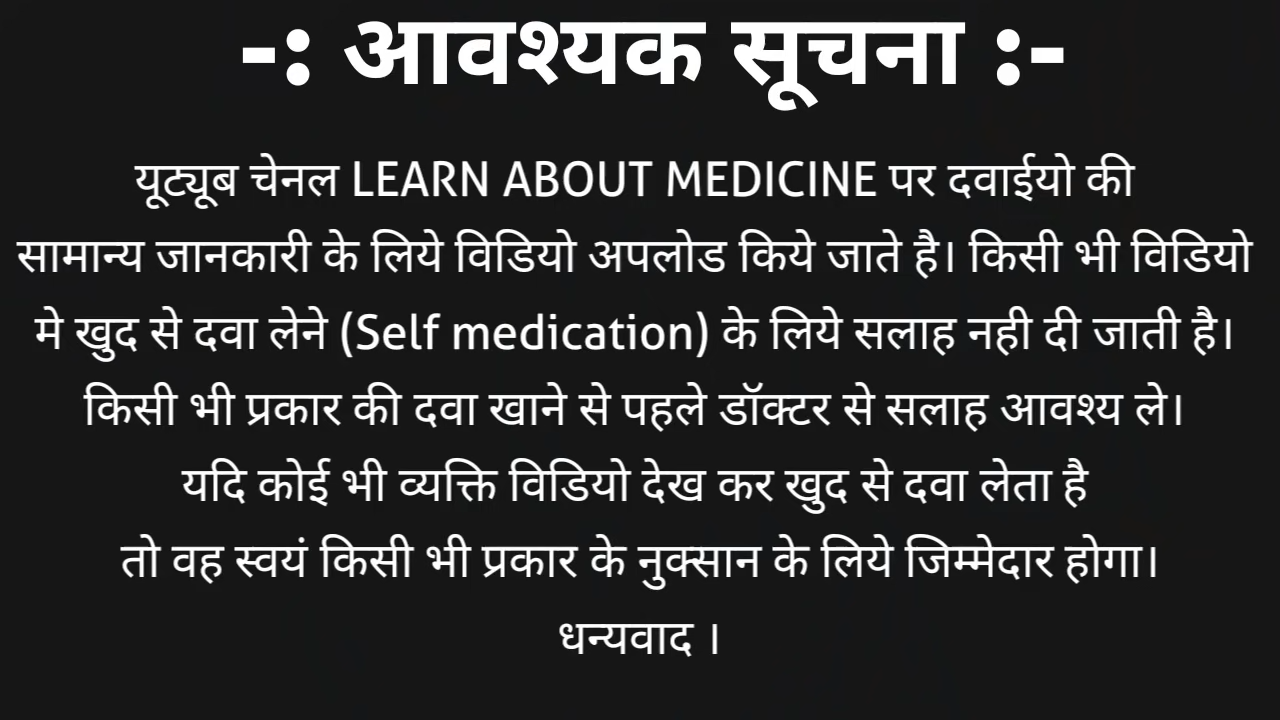 -: आवश्यक सूचना :-
यूट्यूब चेनल LEARN ABOUT MEDICINE पर दवाईयो की
सामान्य जानकारी के लिये विडियो अपलोड किये जाते है। किसी भी विडियो
मे खुद से दवा लेने (Self medication) के लिये सलाह नही दी जाती है।
किसी भी प्रकार की दवा खाने से पहले डॉक्टर से सलाह आवश्य ले।
यदि कोई भी व्यक्ति विडियो देख कर खुद से दवा लेता है
तो वह स्वयं किसी भी प्रकार के नुक्सान के लिये जिम्मेदार होगा।
धन्यवाद ।